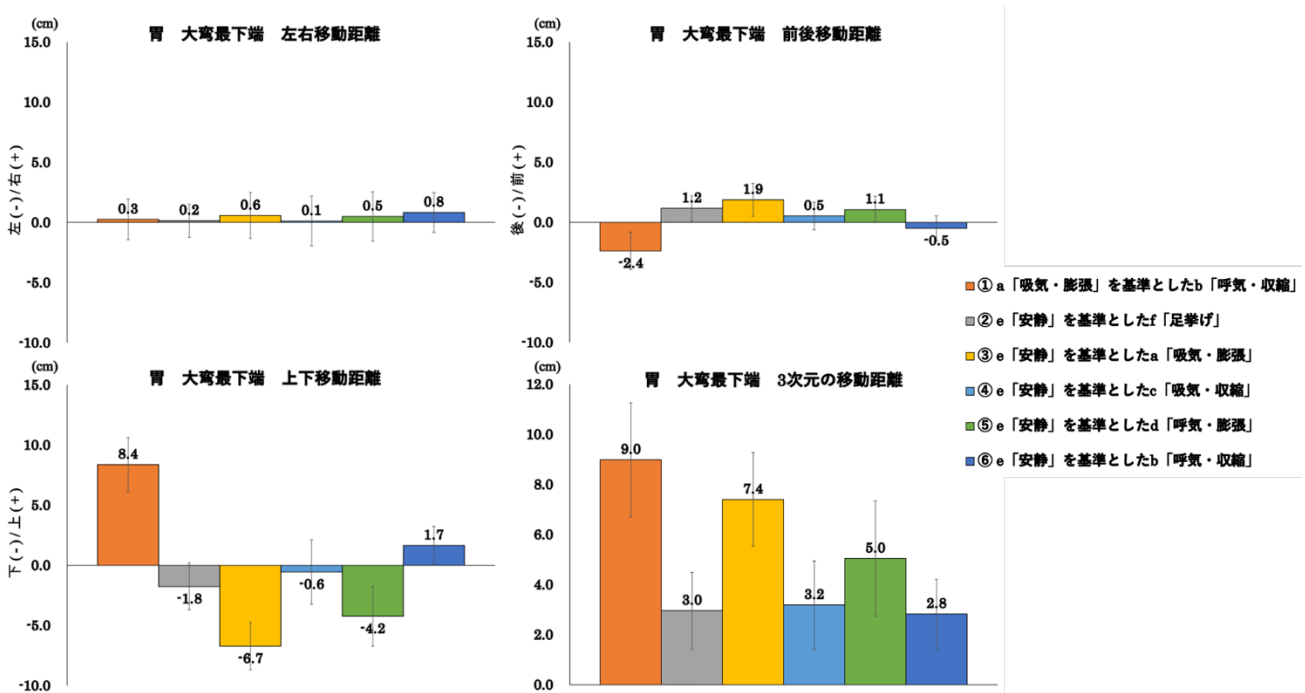 (cm)
胃 大弯最下端 左右移動距離
15.0
10.0
5.0
0.0
-5.0
-10.0
左(-)/右(+)
0.3
0.2
0.6
0.1
0.5
0.8
(cm)
胃 大弯最下端 前後移動距離
15.0
10.0
5.0
0.0
-5.0
-10.0
後(-)/前(+)
-2.4
1.2
1.9
0.5
1.1
-0.5
(cm)
胃 大弯最下端 上下移動距離
15.0
10.0
5.0
0.0
-5.0
-10.0
下(-)/上(+)
8.4
-1.8
-6.7
-0.6
-4.2
1.7
(cm)
胃 大弯最下端 3次元の移動距離
12.0
10.0
8.0
6.0
4.0
2.0
0.0
9.0
3.0
7.4
3.2
5.0
2.8
①a「吸気・膨張」を基準としたb「呼気・収縮」
②e「安静」を基準としたf「足挙げ」
③e「安静」を基準としたa「吸気・膨張」
④e「安静」を基準としたc「吸気・収縮」
⑤e「安静」を基準としたd「呼気・膨張」
⑥e「安静」を基準としたb「呼気・収縮」